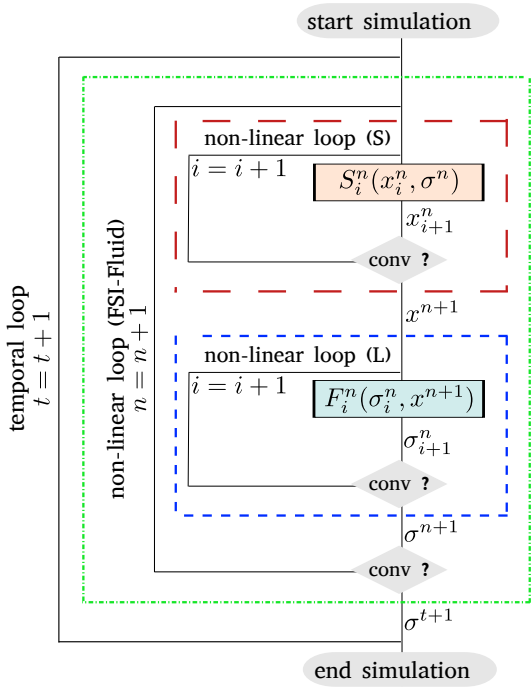 start simulation
non-linear loop (S)
i = i + 1
S_i^n(x_i^n, σ^n)
x_{i+1}^n
conv ?
x^{n+1}
non-linear loop (L)
i = i + 1
F_i^n(σ_i^n, x^{n+1})
σ_{i+1}^n
conv ?
σ^{n+1}
conv ?
σ^{t+1}
end simulation
temporal loop
t = t + 1
non-linear loop (FSI-Fluid)
n = n + 1